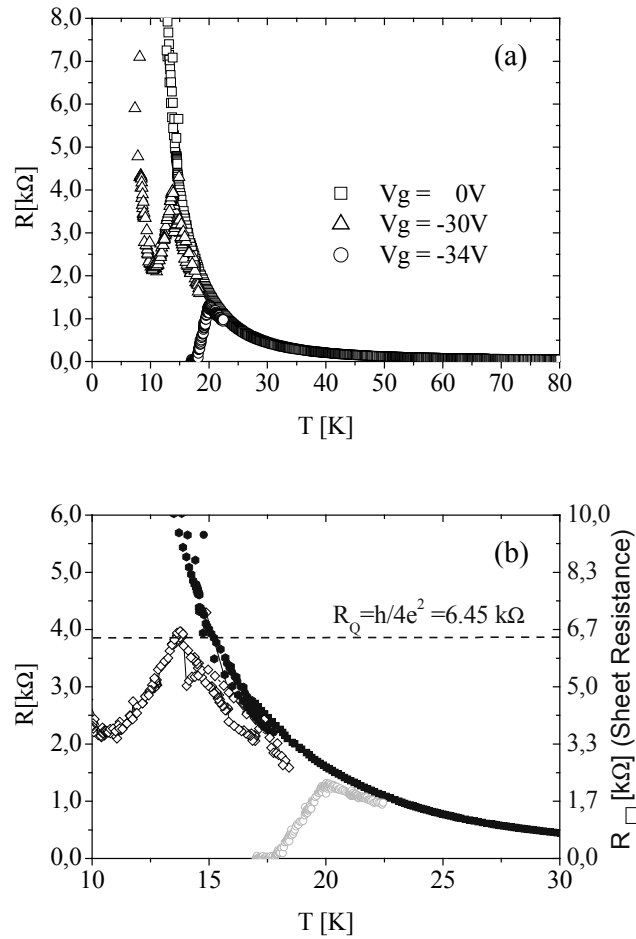 8,0
7,0
6,0
5,0
4,0
3,0
2,0
1,0
0,0
R[kΩ]
(a)
□ Vg = 0V
△ Vg = -30V
○ Vg = -34V
0 10 20 30 40 50 60 70 80
T [K]
6,0
5,0
4,0
3,0
2,0
1,0
0,0
R[kΩ]
(b)
R_Q=h/4e² =6.45 kΩ
10,0
8,3
6,7
5,0
3,3
1,7
0,0
R□ [kΩ] (Sheet Resistance)
10 15 20 25 30
T [K]